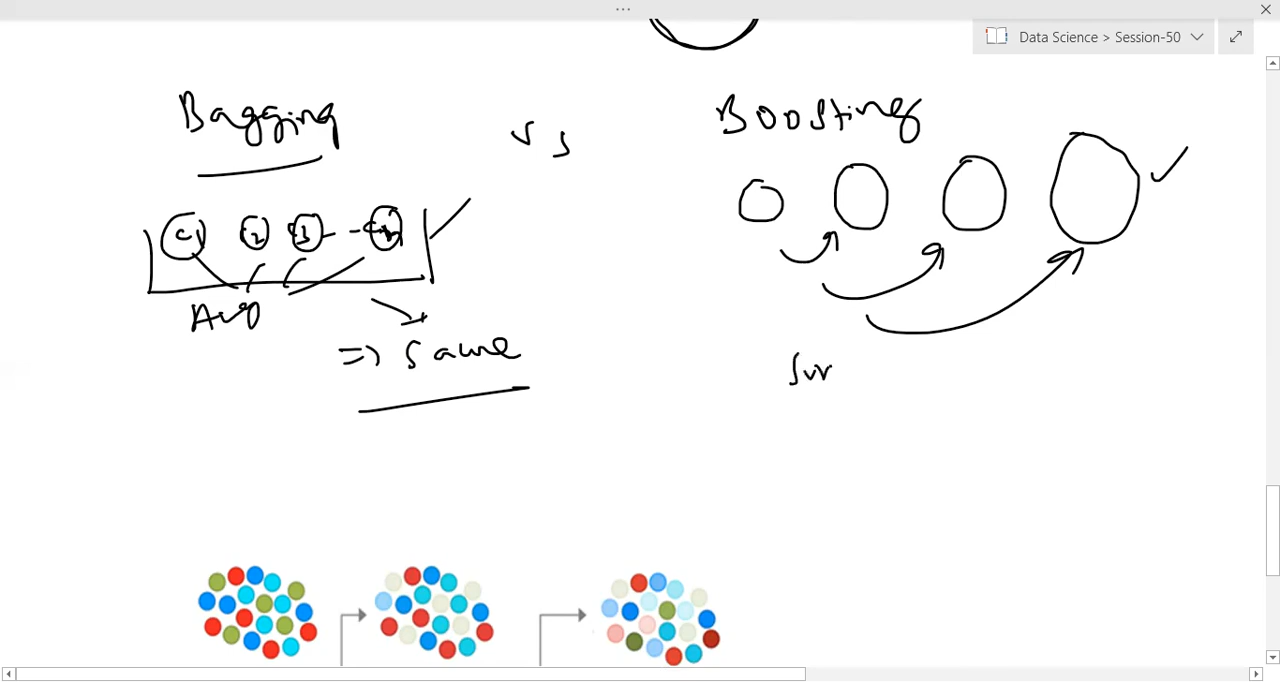 Data Science > Session-50
Bagging vs Boosting
C1 C2 C3 - - Cn
Avg
=> Same